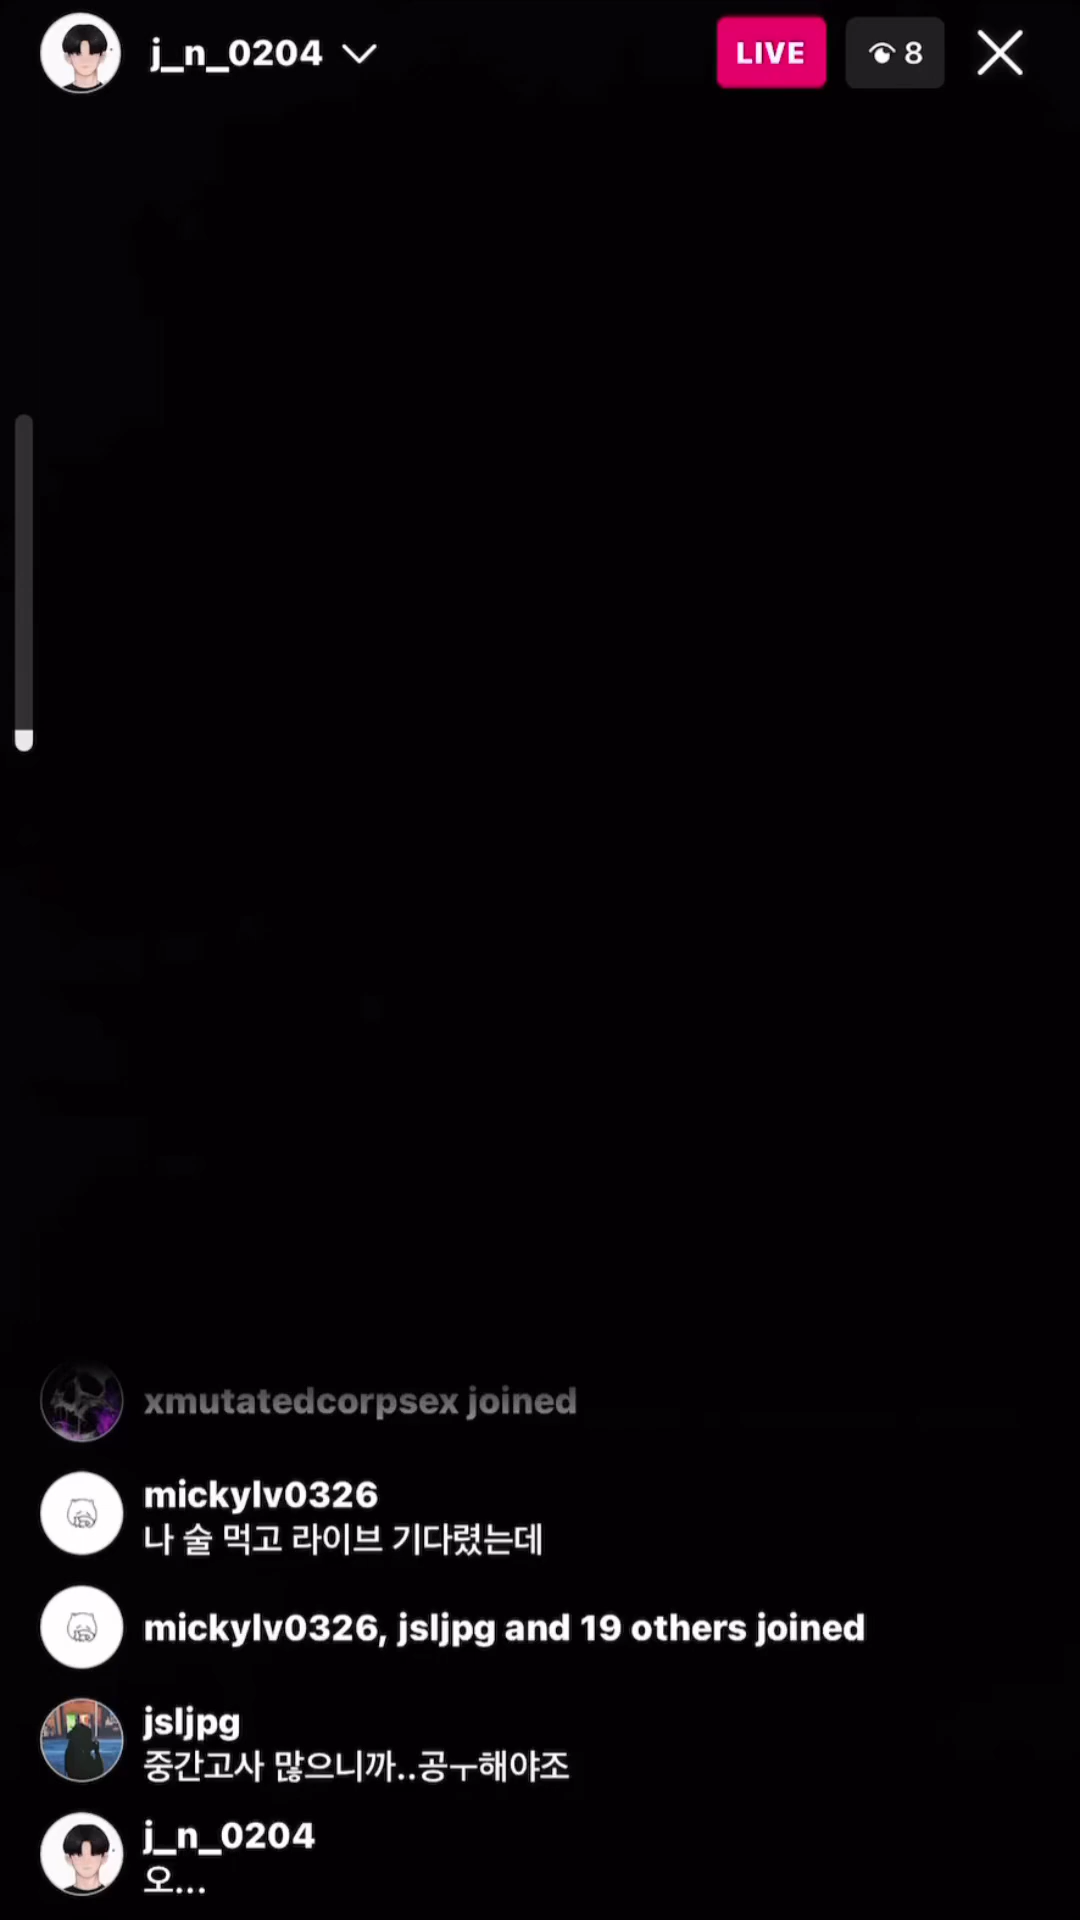 j_n_0204
LIVE
8
xmutatedcorpsex joined
mickylv0326
나 술 먹고 라이브 기다렸는데
mickylv0326, jsljpg and 19 others joined
jsljpg
중간고사 많으니까..공ㅜ해야조
j_n_0204
오...